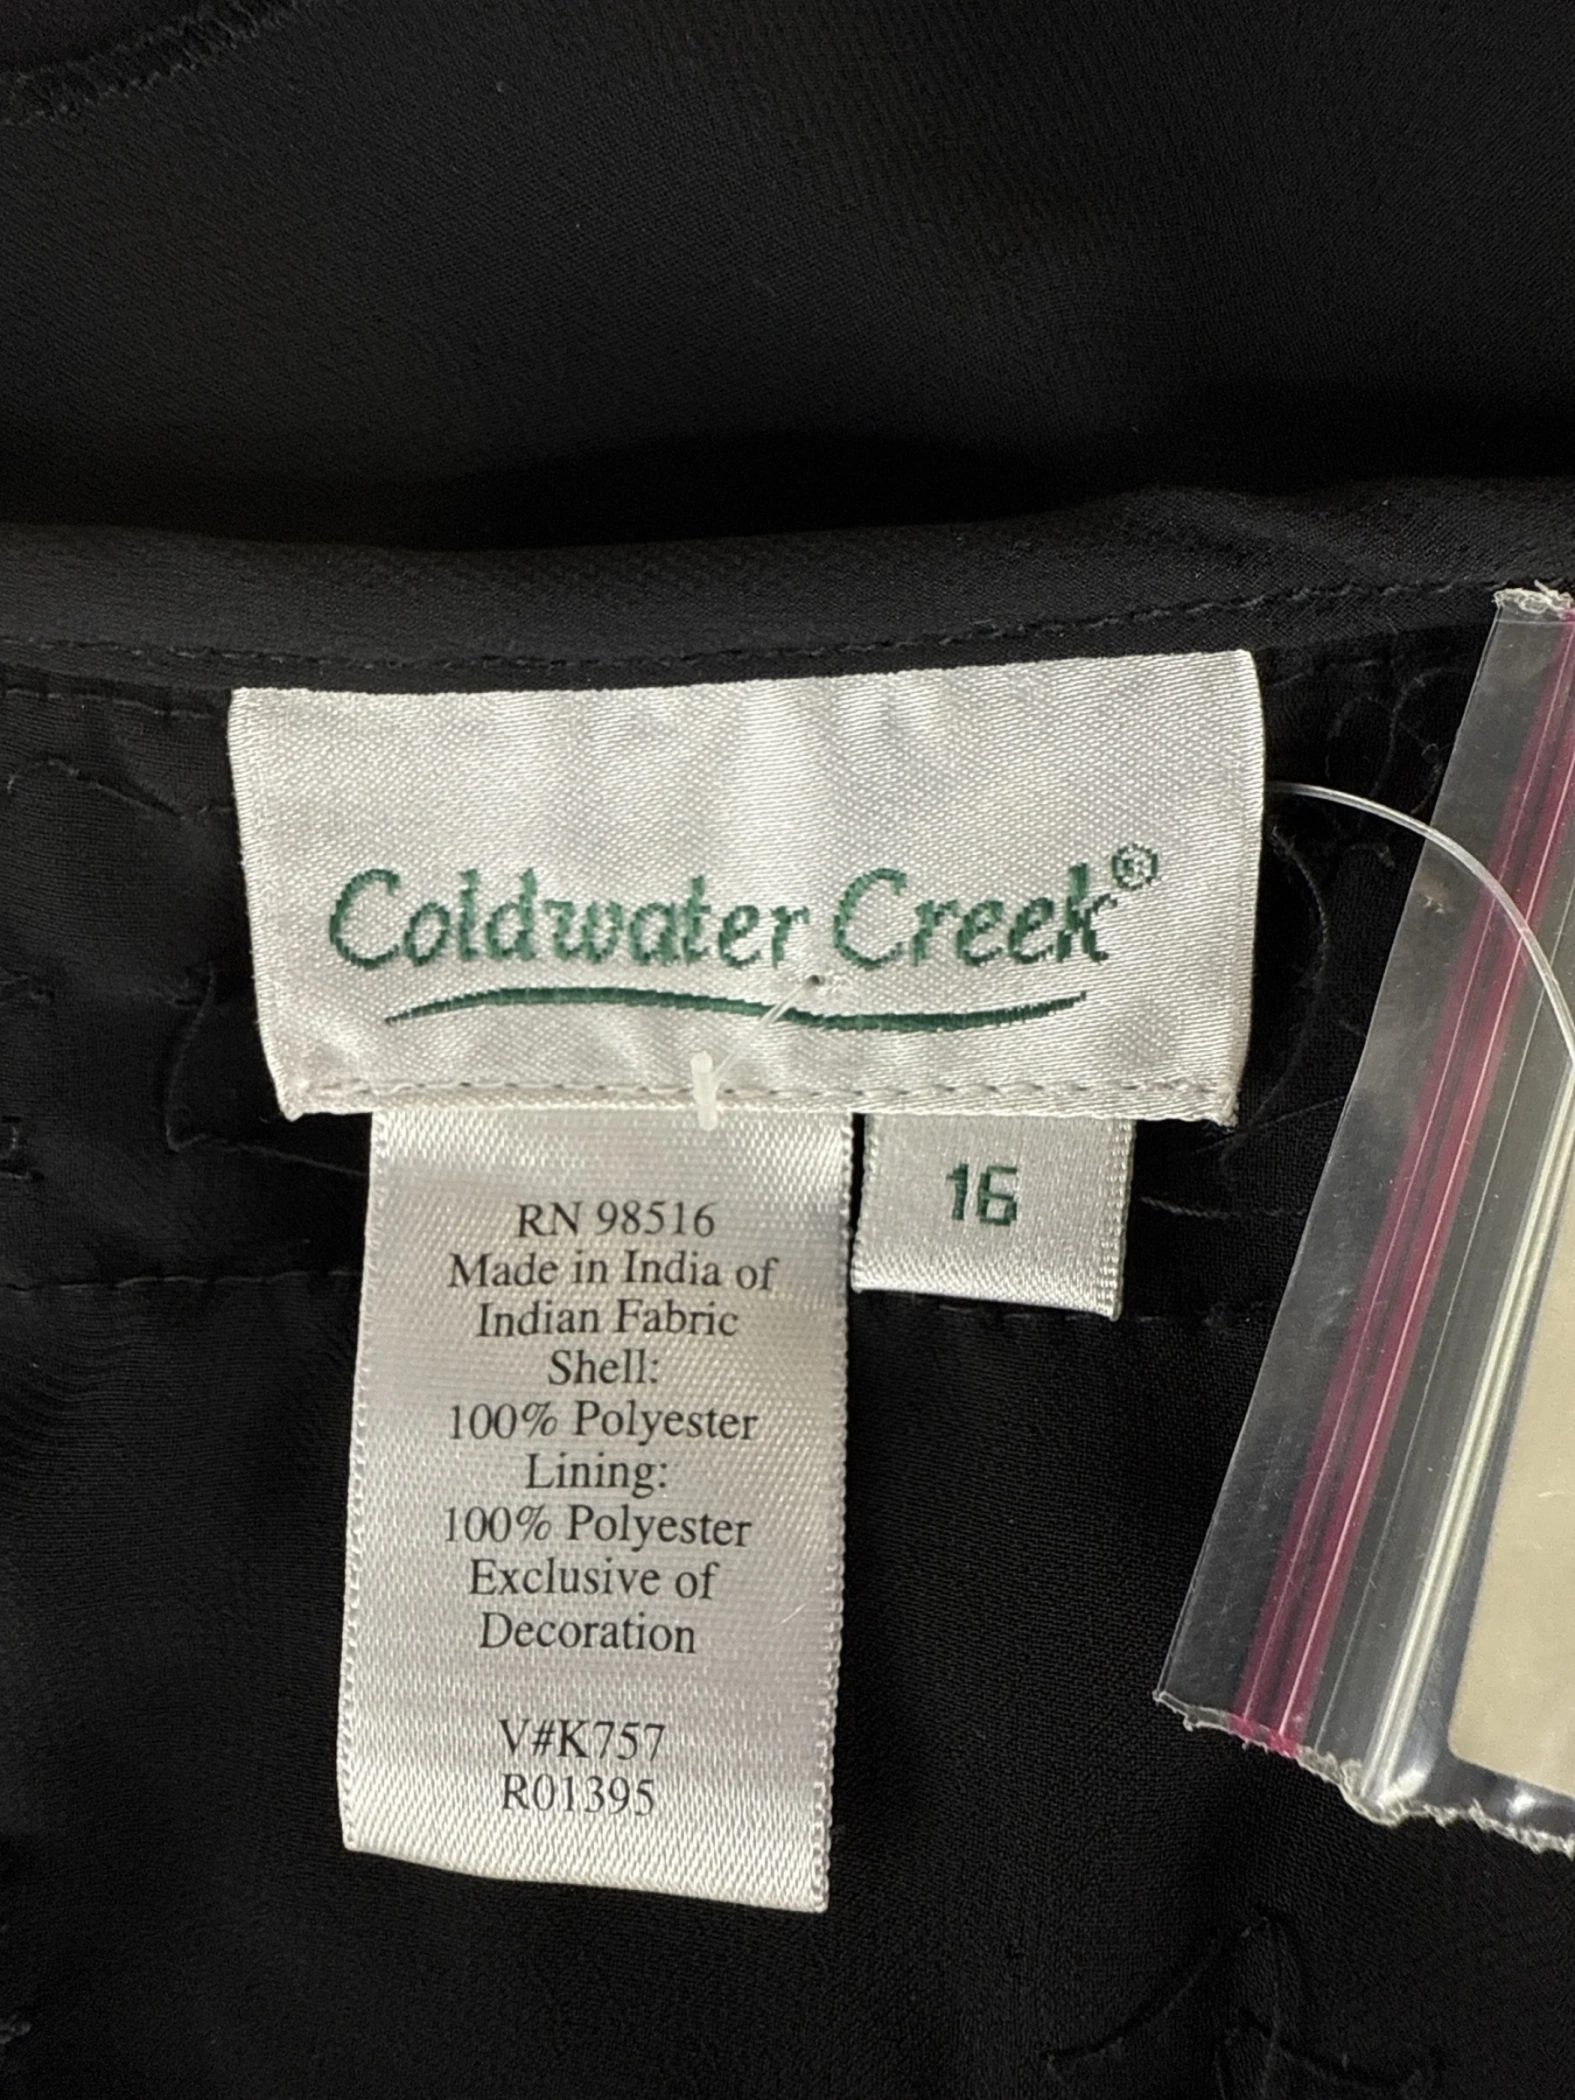 Coldwater Creek®
16
RN 98516
Made in India of
Indian Fabric
Shell:
100% Polyester
Lining:
100% Polyester
Exclusive of
Decoration
V#K757
R01395